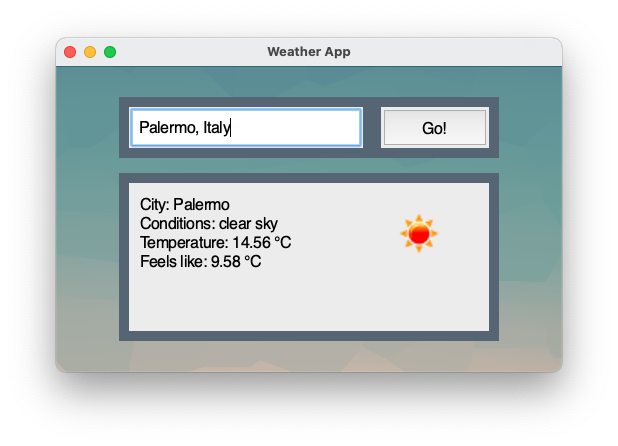 Weather App
Palermo, Italy
Go!
City: Palermo
Conditions: clear sky
Temperature: 14.56 °C
Feels like: 9.58 °C